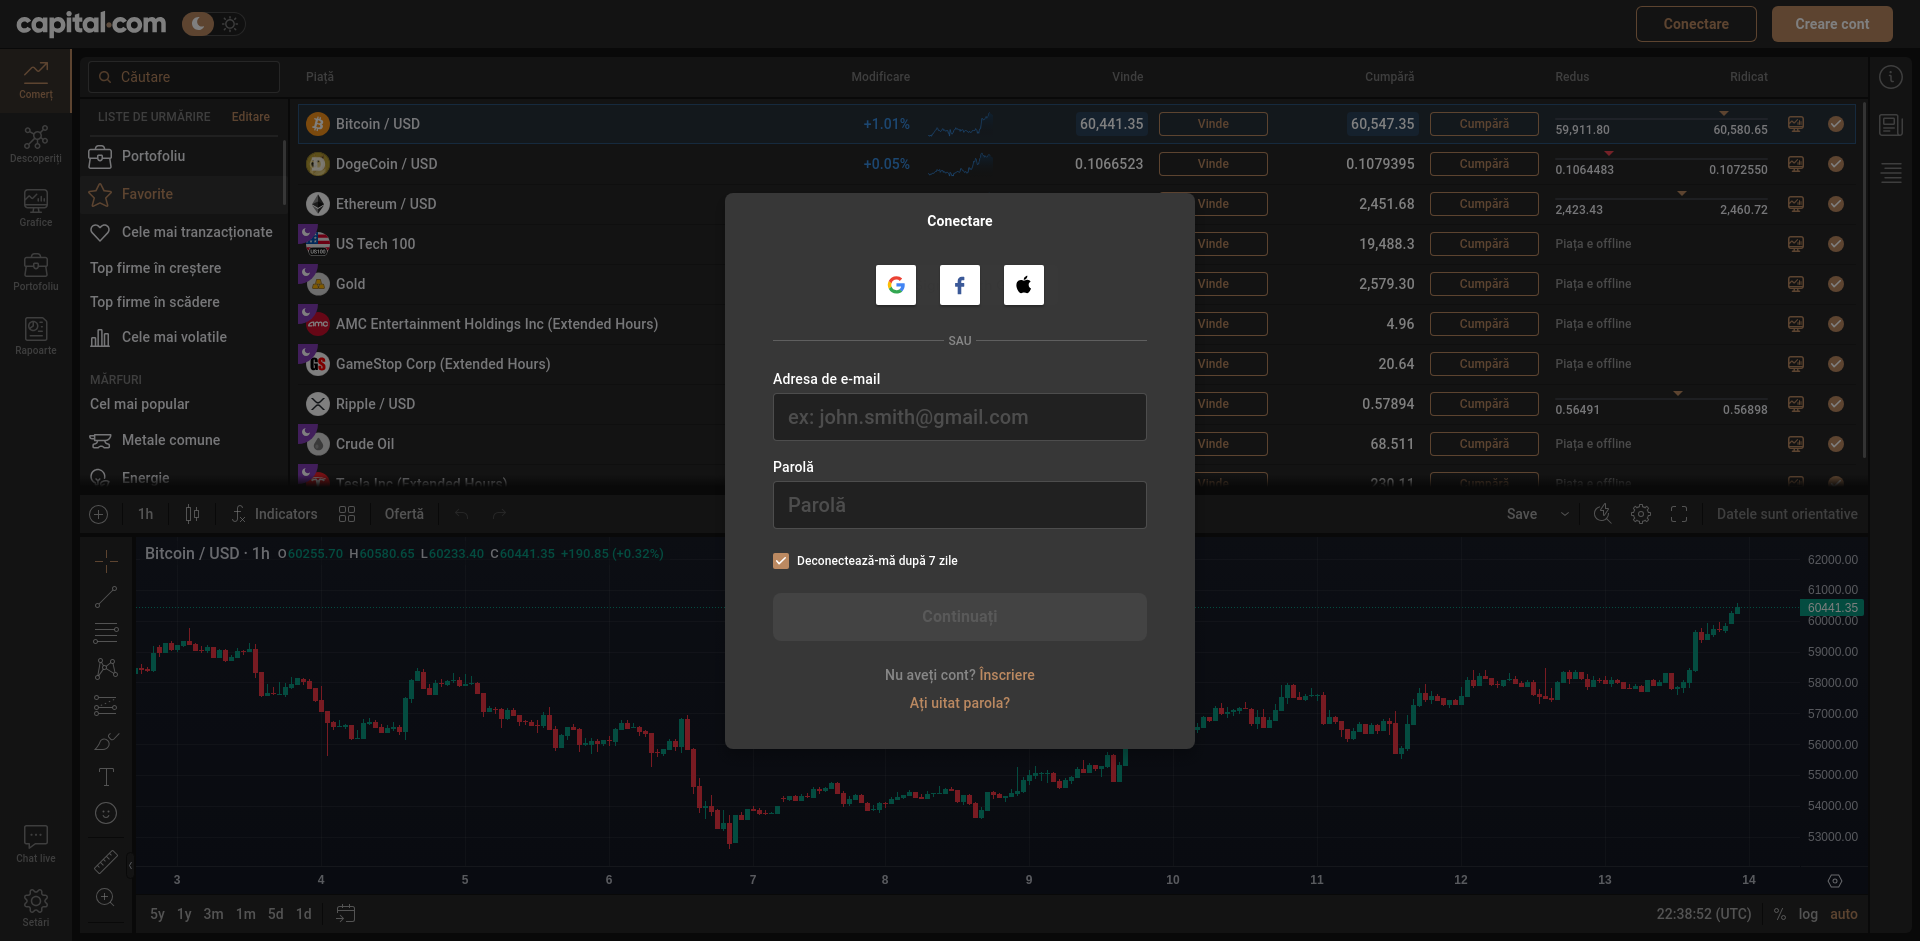 capital.com
Conectare
Creare cont
Comerț
Descoperiți
Grafice
Portofoliu
Rapoarte
Chat live
Setări
Căutare
LISTE DE URMĂRIRE Editare
Portofoliu
Favorite
Cele mai tranzacționate
Top firme în creștere
Top firme în scădere
Cele mai volatile
MĂRFURI
Cel mai popular
Metale comune
Energie
Piață Modificare Vinde Cumpără Redus Ridicat
Bitcoin / USD +1.01% 60,441.35 Vinde 60,547.35 Cumpără 59,911.80 60,580.65
DogeCoin / USD +0.05% 0.1066523 Vinde 0.1079395 Cumpără 0.1064483 0.1072550
Ethereum / USD Vinde 2,451.68 Cumpără 2,423.43 2,460.72
US100 US Tech 100 Vinde 19,488.3 Cumpără Piața e offline
Gold Vinde 2,579.30 Cumpără Piața e offline
amc AMC Entertainment Holdings Inc (Extended Hours) Vinde 4.96 Cumpără Piața e offline
GS GameStop Corp (Extended Hours) Vinde 20.64 Cumpără Piața e offline
Ripple / USD Vinde 0.57894 Cumpără 0.56491 0.56898
Crude Oil Vinde 68.511 Cumpără Piața e offline
Tesla Inc (Extended Hours) Vinde 230.11 Cumpără Piața e offline
Conectare
SAU
Adresa de e-mail
ex: john.smith@gmail.com
Parolă
Parolă
Deconectează-mă după 7 zile
Continuați
Nu aveți cont? Înscriere
Ați uitat parola?
1h Indicators Ofertă Save Datele sunt orientative
Bitcoin / USD · 1h O60255.70 H60580.65 L60233.40 C60441.35 +190.85 (+0.32%)
62000.00
61000.00
60441.35
60000.00
59000.00
58000.00
57000.00
56000.00
55000.00
54000.00
53000.00
3 4 5 6 7 8 9 10 11 12 13 14
5y 1y 3m 1m 5d 1d 22:38:52 (UTC) % log auto